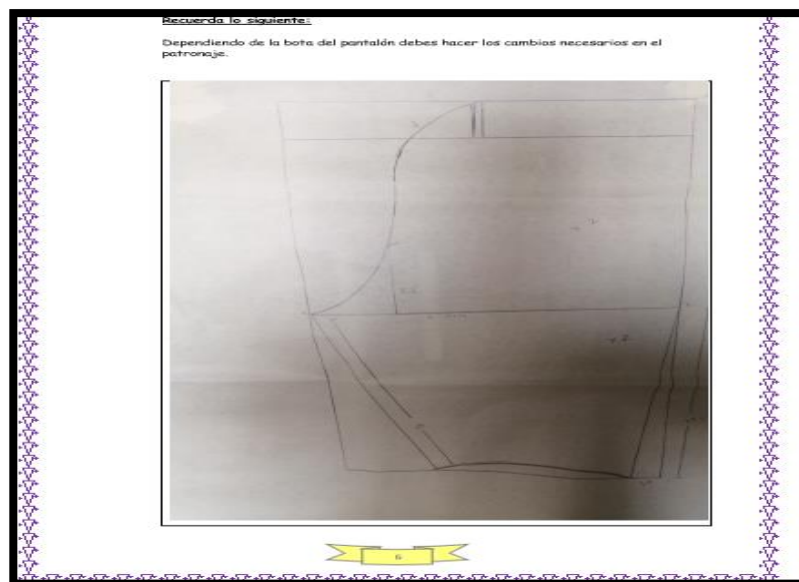 Recuerda lo siguiente:
Dependiendo de la bota del pantalón debes hacer los cambios necesarios en el
patronaje.
6